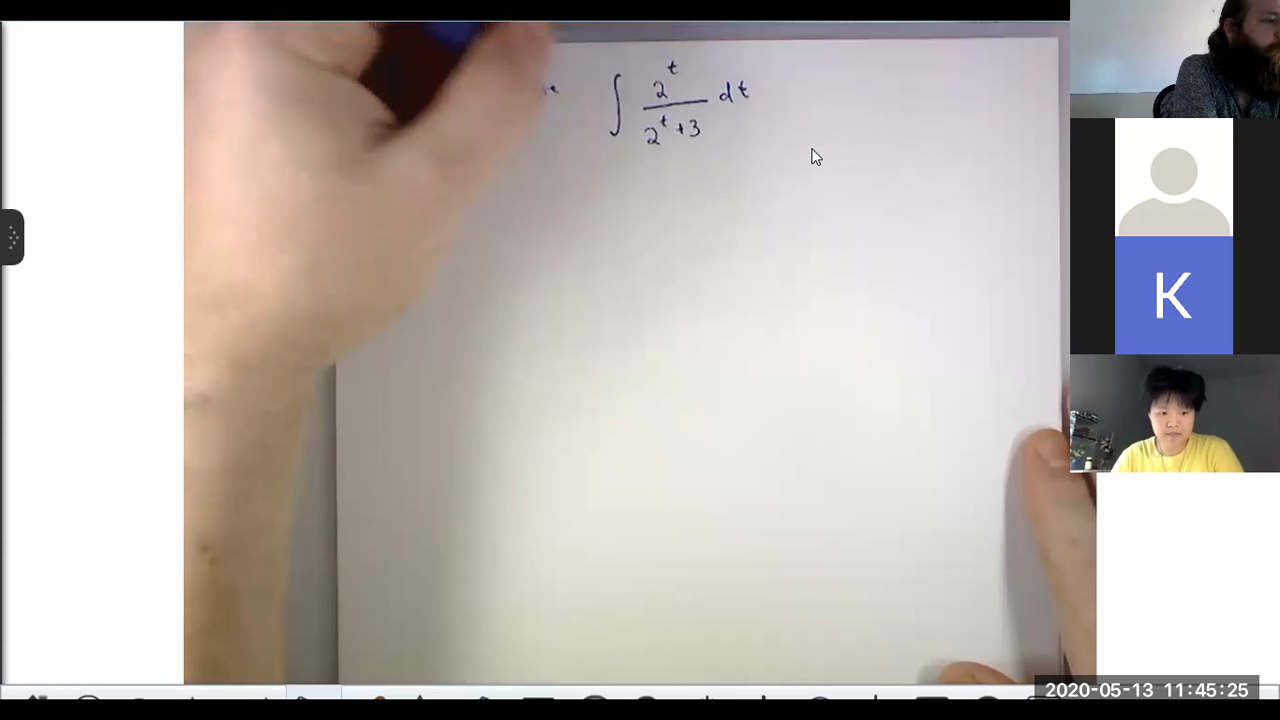 ∫ 2^t / (2^t + 3) dt
K
2020-05-13 11:45:25